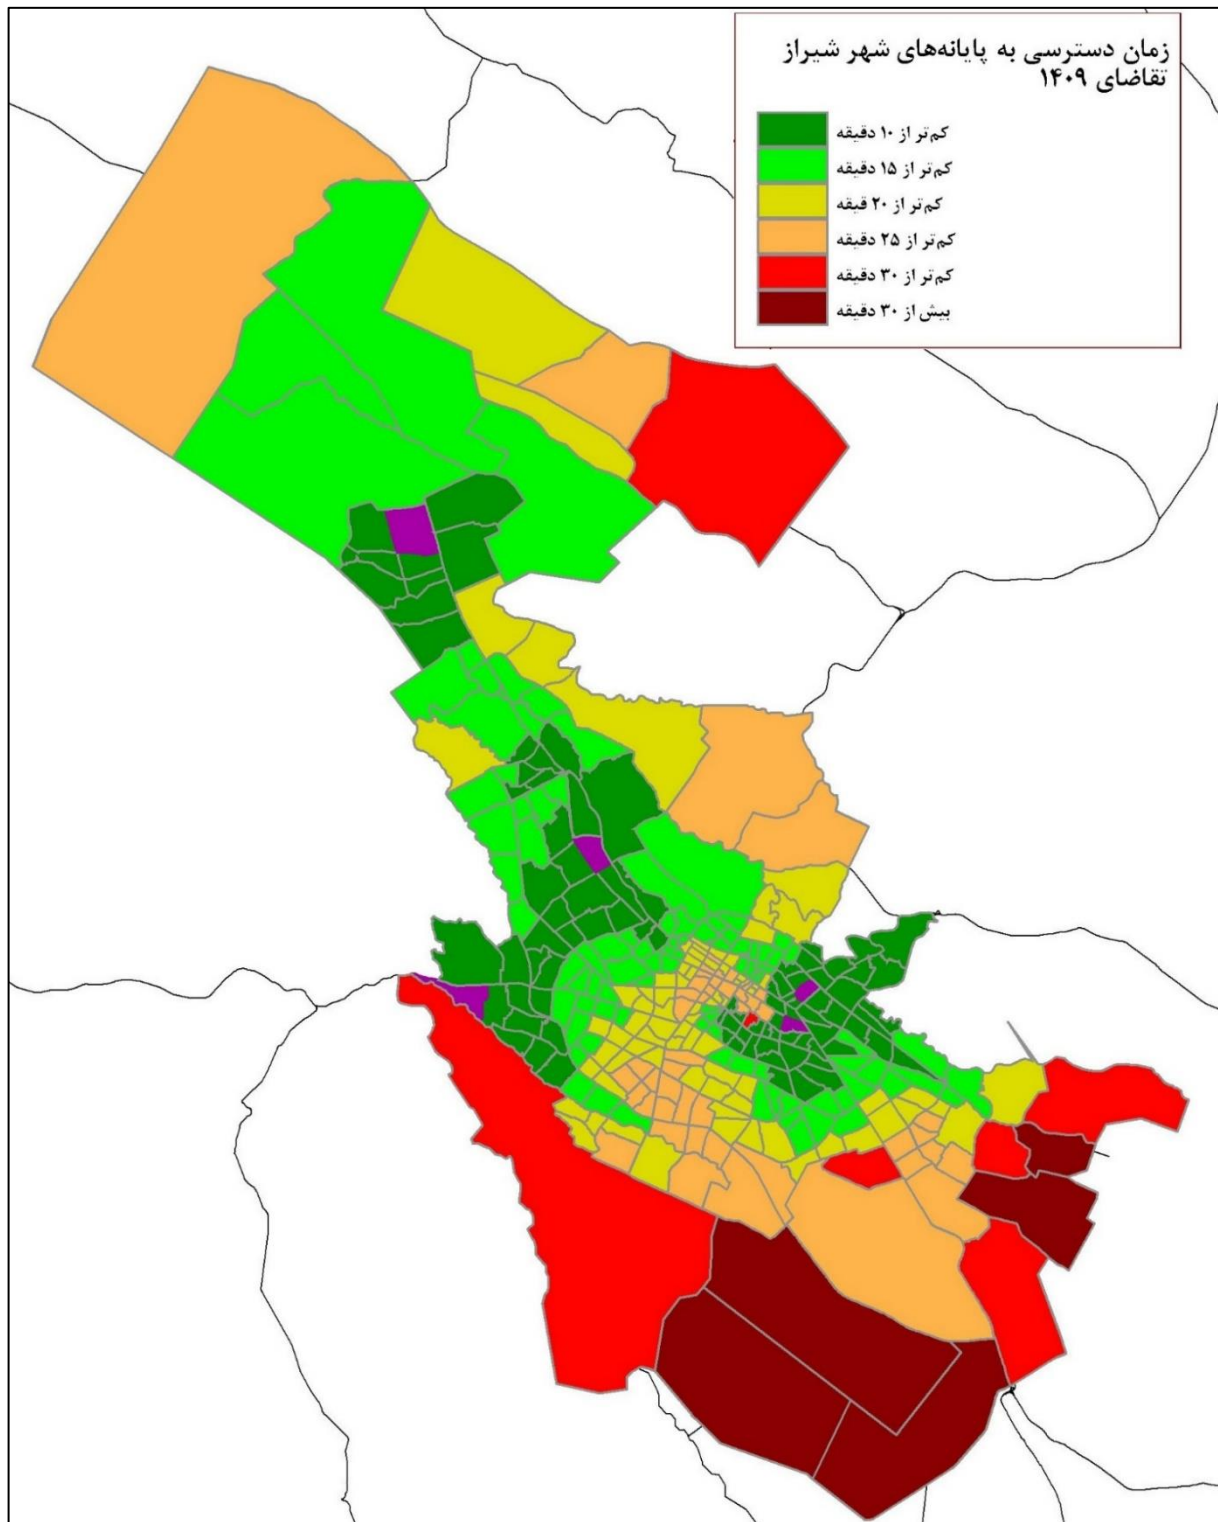 زمان دسترسی به پایانه‌های شهر شیراز
تقاضای ۱۴۰۹
کم‌تر از ۱۰ دقیقه
کم‌تر از ۱۵ دقیقه
کم‌تر از ۲۰ قیقه
کم‌تر از ۲۵ دقیقه
کم‌تر از ۳۰ دقیقه
بیش از ۳۰ دقیقه